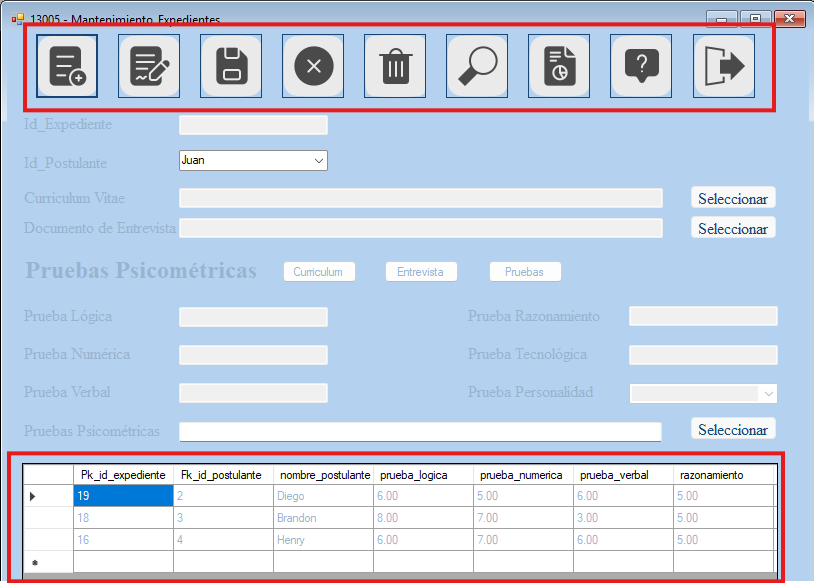 13005 - Mantenimiento Expedientes
?
Id_Expediente
Id_Postulante Juan
Curriculum Vitae Seleccionar
Documento de Entrevista Seleccionar
Pruebas Psicométricas Curriculum Entrevista Pruebas
Prueba Lógica Prueba Razonamiento
Prueba Numérica Prueba Tecnológica
Prueba Verbal Prueba Personalidad
Pruebas Psicométricas Seleccionar
Pk_id_expediente Fk_id_postulante nombre_postulante prueba_logica prueba_numerica prueba_verbal razonamiento
19 2 Diego 6.00 5.00 6.00 5.00
18 3 Brandon 8.00 7.00 3.00 5.00
16 4 Henry 6.00 7.00 6.00 5.00